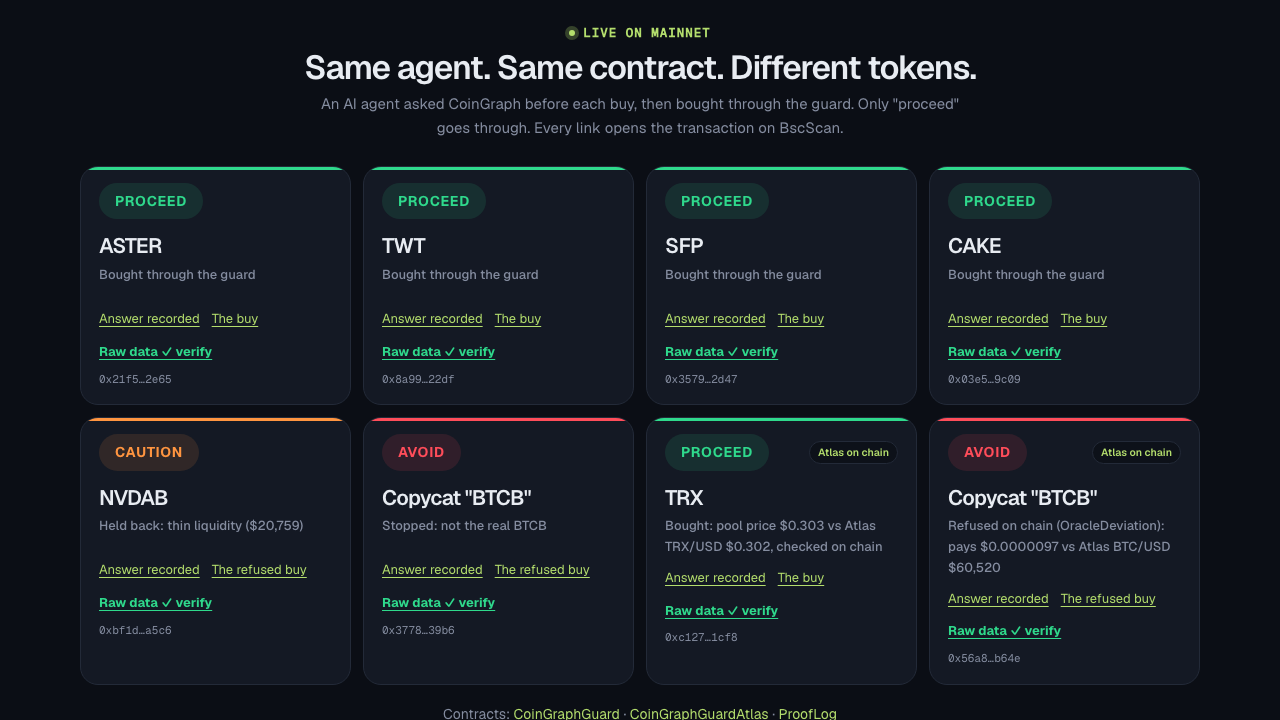 LIVE ON MAINNET
Same agent. Same contract. Different tokens.
An AI agent asked CoinGraph before each buy, then bought through the guard. Only "proceed"
goes through. Every link opens the transaction on BscScan.
PROCEED
ASTER
Bought through the guard
Answer recorded The buy
Raw data ✓ verify
0x21f5…2e65
PROCEED
TWT
Bought through the guard
Answer recorded The buy
Raw data ✓ verify
0x8a99…22df
PROCEED
SFP
Bought through the guard
Answer recorded The buy
Raw data ✓ verify
0x3579…2d47
PROCEED
CAKE
Bought through the guard
Answer recorded The buy
Raw data ✓ verify
0x03e5…9c09
CAUTION
NVDAB
Held back: thin liquidity ($20,759)
Answer recorded The refused buy
Raw data ✓ verify
0xbf1d…a5c6
AVOID
Copycat "BTCB"
Stopped: not the real BTCB
Answer recorded The refused buy
Raw data ✓ verify
0x3778…39b6
PROCEED Atlas on chain
TRX
Bought: pool price $0.303 vs Atlas
TRX/USD $0.302, checked on chain
Answer recorded The buy
Raw data ✓ verify
0xc127…1cf8
AVOID Atlas on chain
Copycat "BTCB"
Refused on chain (OracleDeviation):
pays $0.0000097 vs Atlas BTC/USD
$60,520
Answer recorded The refused buy
Raw data ✓ verify
0x56a8…b64e
Contracts: CoinGraphGuard · CoinGraphGuardAtlas · ProofLog